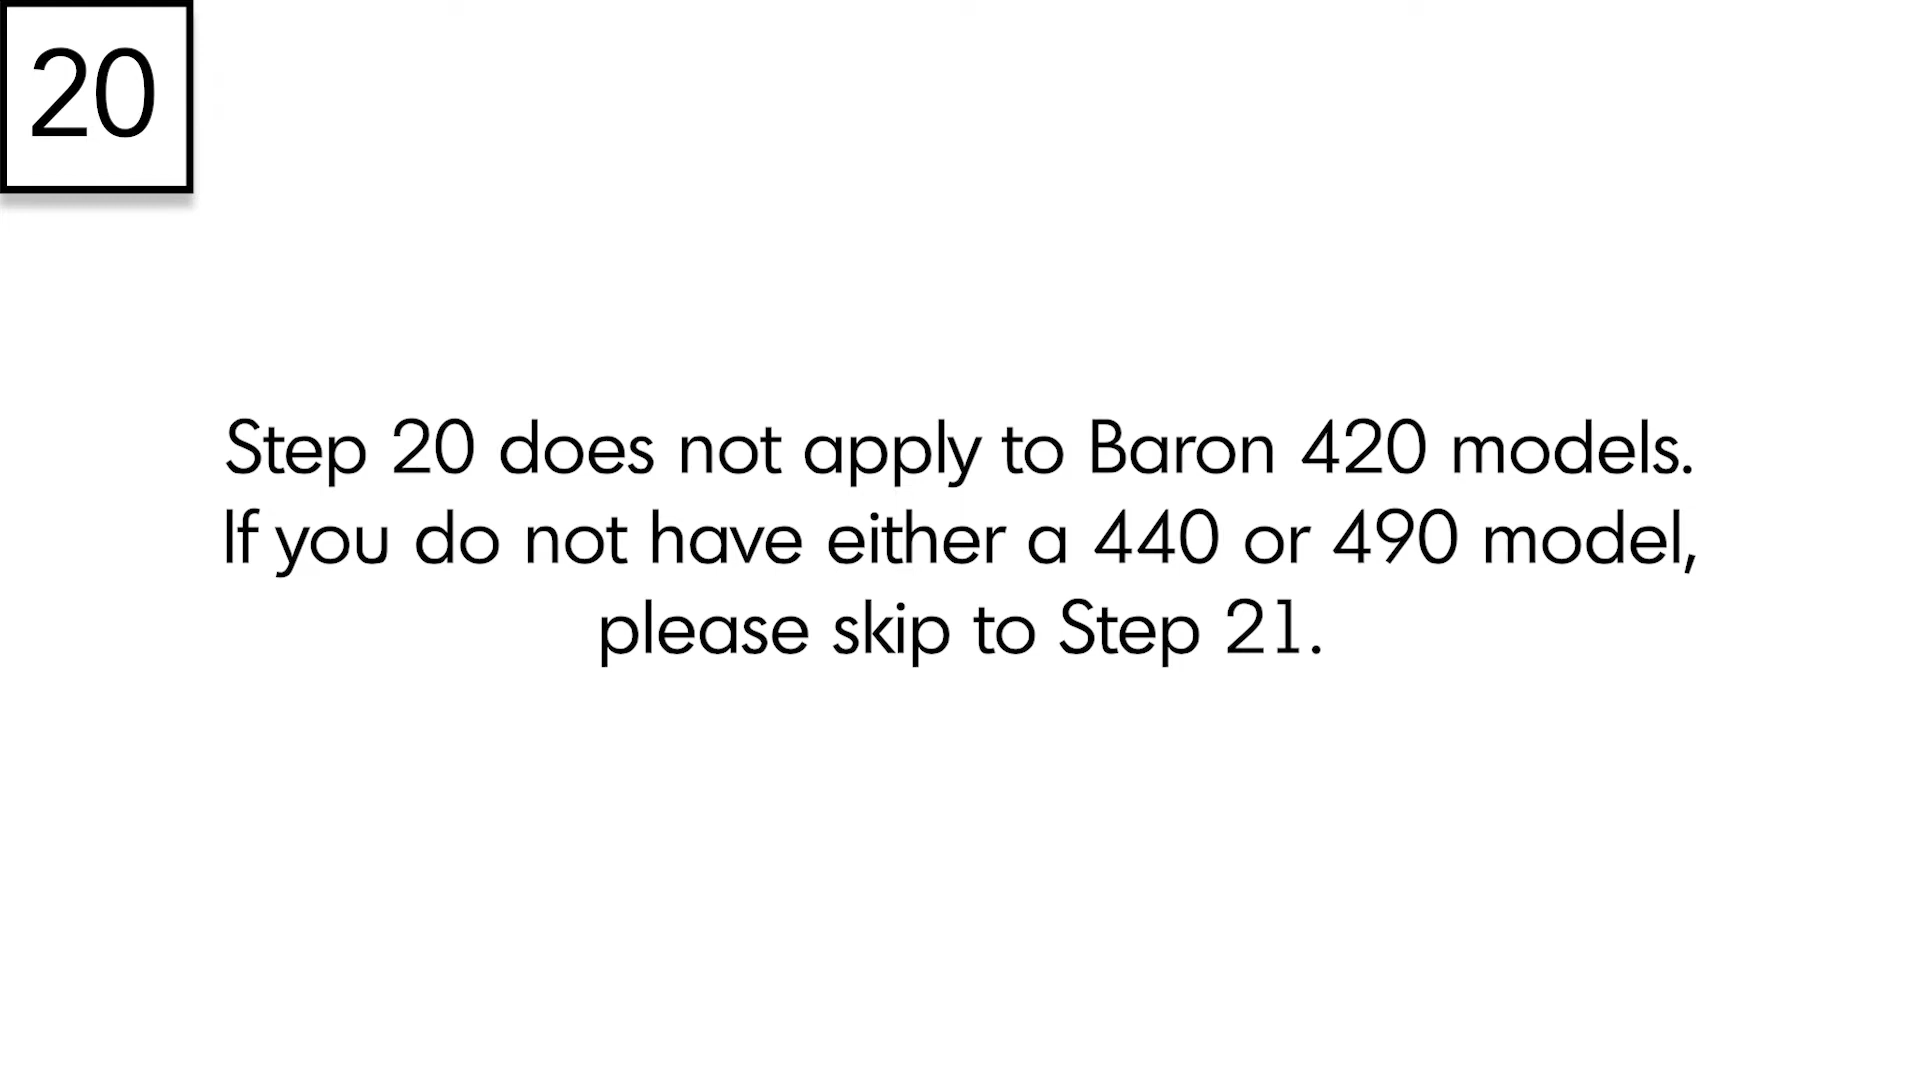 20
Step 20 does not apply to Baron 420 models.
If you do not have either a 440 or 490 model,
please skip to Step 21.